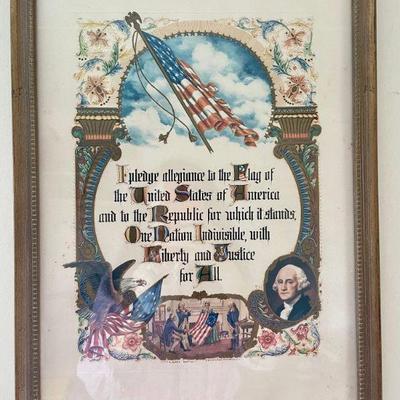 I pledge allegiance to the Flag of
the United States of America
and to the Republic for which it stands,
One Nation Indivisible, with
Liberty and Justice
for All.